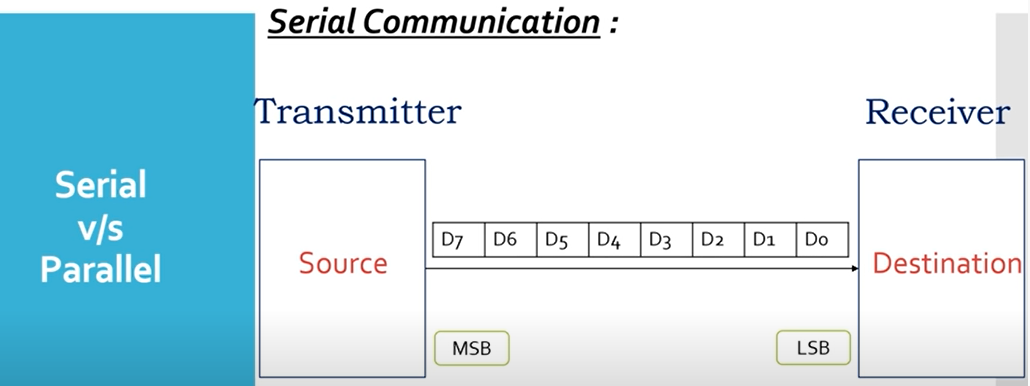 Serial Communication :
Serial
v/s
Parallel
Transmitter
Receiver
Source
D7 D6 D5 D4 D3 D2 D1 D0
Destination
MSB
LSB